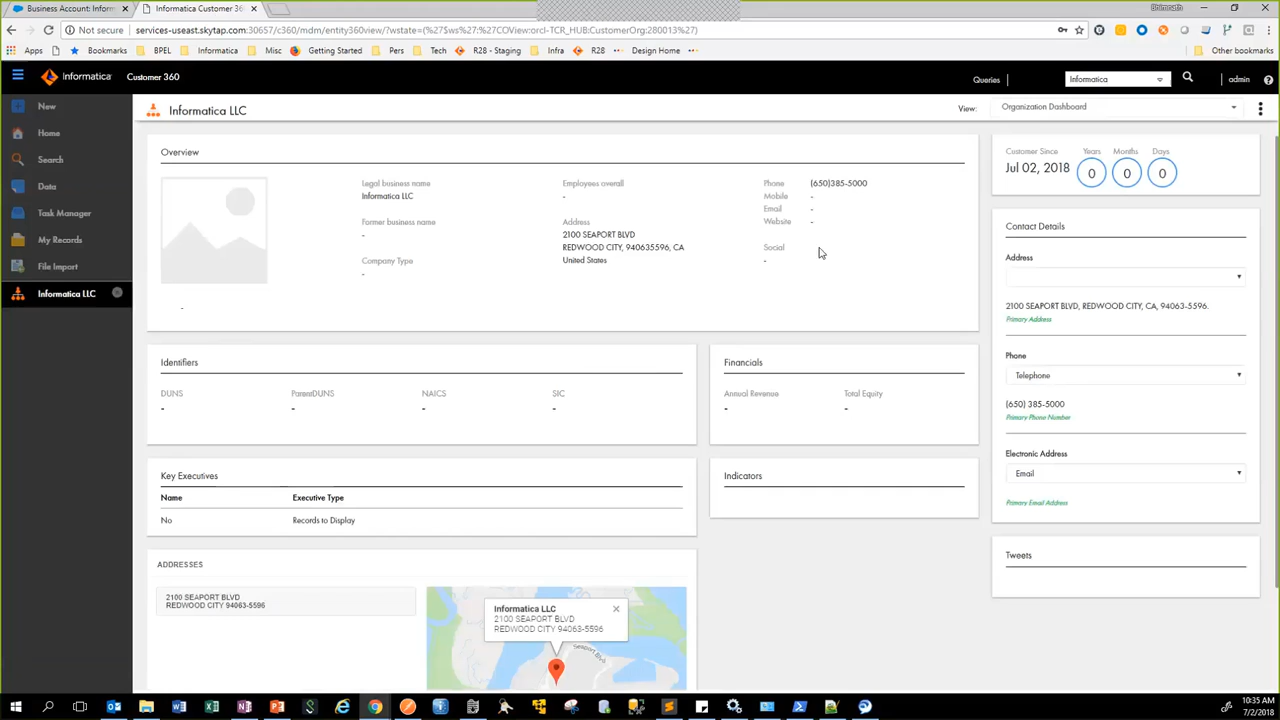 Business Account: Inform
Informatica Customer 36
Bhimnath
Not secure
services-useast.skytap.com:30657/c360/mdm/entity360view/?wstate=(%27$ws%27:%27COView:orcl-TCR_HUB:CustomerOrg:280013%27)
Apps
Bookmarks
BPEL
Informatica
Misc
Getting Started
Pers
Tech
R28 - Staging
Infra
R28
Design Home
Other bookmarks
Informatica
Customer 360
Queries
Informatica
admin
New
Home
Search
Data
Task Manager
My Records
File Import
Informatica LLC
Informatica LLC
View:
Organization Dashboard
Overview
Legal business name
Informatica LLC
Former business name
-
Company Type
-
-
Employees overall
-
Address
2100 SEAPORT BLVD
REDWOOD CITY, 940635596, CA
United States
Phone (650)385-5000
Mobile -
Email -
Website -
Social
-
Identifiers
DUNS ParentDUNS NAICS SIC
- - - -
Financials
Annual Revenue Total Equity
- -
Key Executives
Name Executive Type
No Records to Display
Indicators
ADDRESSES
2100 SEAPORT BLVD
REDWOOD CITY 94063-5596
Informatica LLC
2100 SEAPORT BLVD
REDWOOD CITY 94063-5596
Seaport Blvd
Customer Since
Jul 02, 2018
Years Months Days
0 0 0
Contact Details
Address
2100 SEAPORT BLVD, REDWOOD CITY, CA, 94063-5596.
Primary Address
Phone
Telephone
(650) 385-5000
Primary Phone Number
Electronic Address
Email
Primary Email Address
Tweets
10:35 AM
7/2/2018